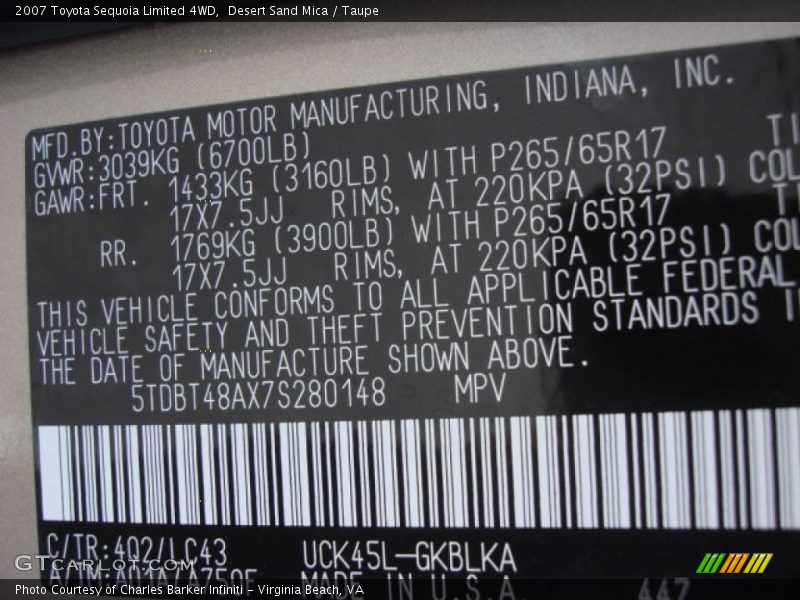 2007 Toyota Sequoia Limited 4WD, Desert Sand Mica / Taupe
MFD.BY:TOYOTA MOTOR MANUFACTURING, INDIANA, INC.
GVWR:3039KG (6700LB)
GAWR:FRT. 1433KG (3160LB) WITH P265/65R17 TI
17X7.5JJ RIMS, AT 220KPA (32PSI) COL
RR. 1769KG (3900LB) WITH P265/65R17 TI
17X7.5JJ RIMS, AT 220KPA (32PSI) COL
THIS VEHICLE CONFORMS TO ALL APPLICABLE FEDERAL
VEHICLE SAFETY AND THEFT PREVENTION STANDARDS I
THE DATE OF MANUFACTURE SHOWN ABOVE.
5TDBT48AX7S280148 MPV
C/TR:4Q2/LC43 UCK45L-GKBLKA
A/TM: MADE IN U.S.A. 447
GTCarLot.com
Photo Courtesy of Charles Barker Infiniti - Virginia Beach, VA